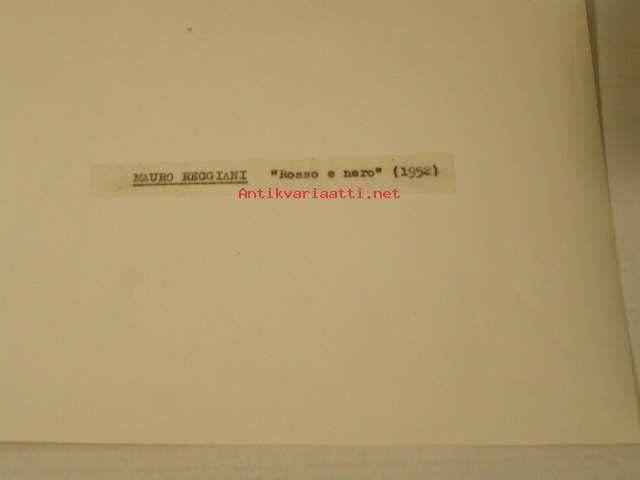 MAURO REGGIANI "Rosso e nero" (1952)
Antikvariaatti.net